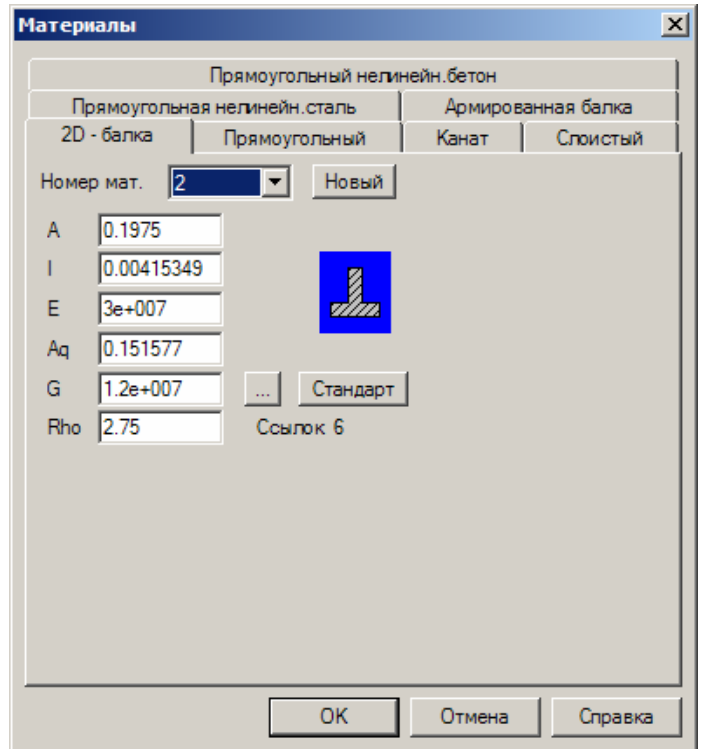 Материалы
Прямоугольный нелинейн.бетон
Прямоугольная нелинейн.сталь Армированная балка
2D - балка Прямоугольный Канат Слоистый
Номер мат. 2 Новый
A 0.1975
I 0.00415349
E 3e+007
Aq 0.151577
G 1.2e+007 ... Стандарт
Rho 2.75 Ссылок 6
OK Отмена Справка